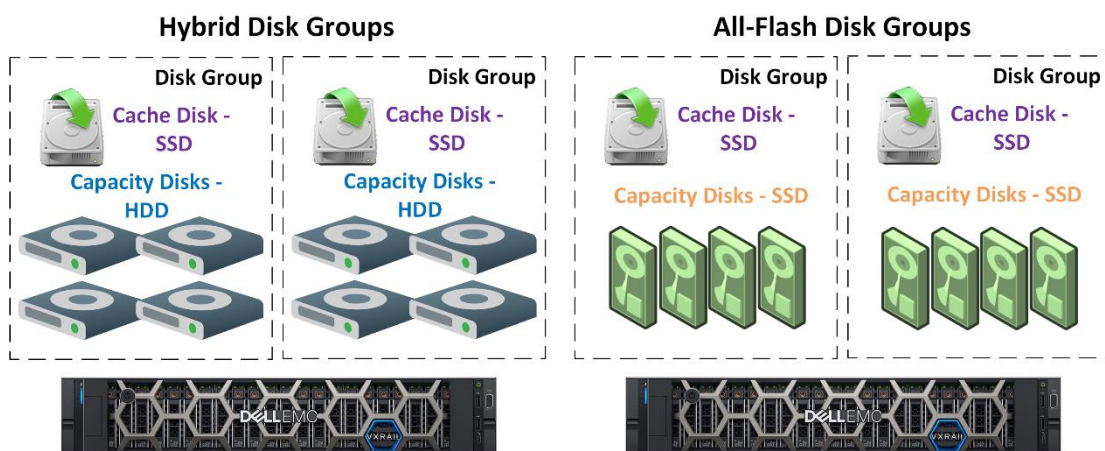 Hybrid Disk Groups
All-Flash Disk Groups
Disk Group
Cache Disk -
SSD
Capacity Disks -
HDD
Disk Group
Cache Disk -
SSD
Capacity Disks -
HDD
Disk Group
Cache Disk -
SSD
Capacity Disks - SSD
Disk Group
Cache Disk -
SSD
Capacity Disks - SSD
DELLEMC
VXRAIL
DELLEMC
VXRAIL